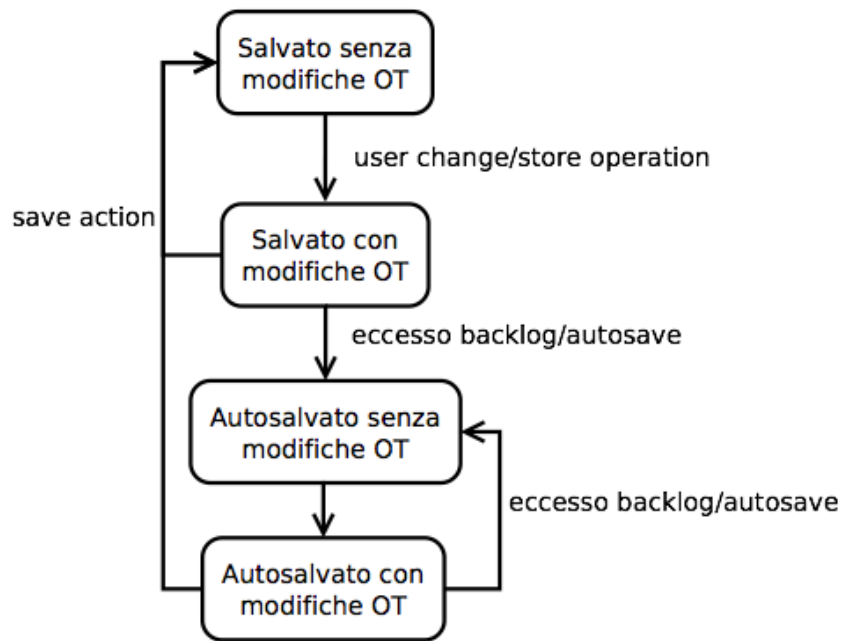 Salvato senza
modifiche OT
user change/store operation
save action
Salvato con
modifiche OT
eccesso backlog/autosave
Autosalvato senza
modifiche OT
eccesso backlog/autosave
Autosalvato con
modifiche OT